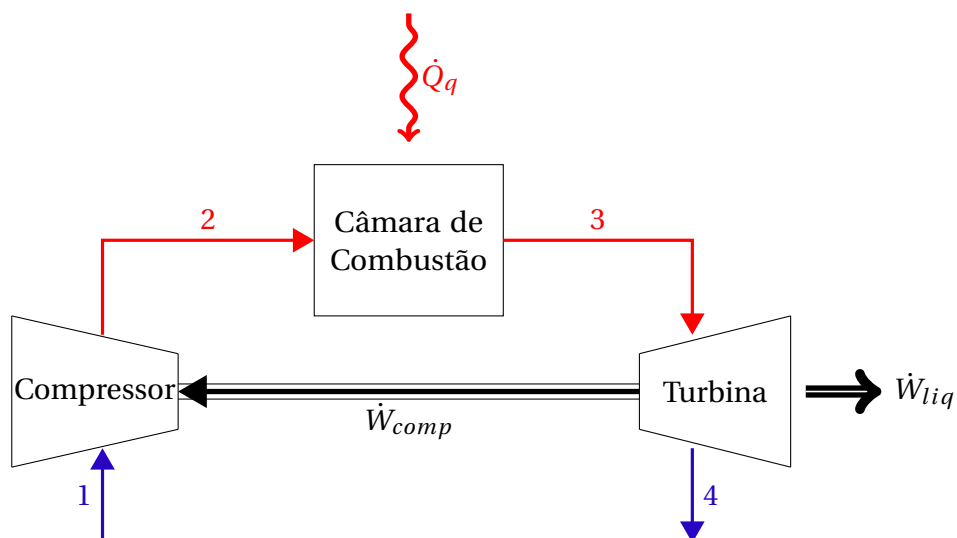 Q̇q
2
Câmara de
Combustão
3
Compressor
Ẇcomp
Turbina
Ẇliq
1
4